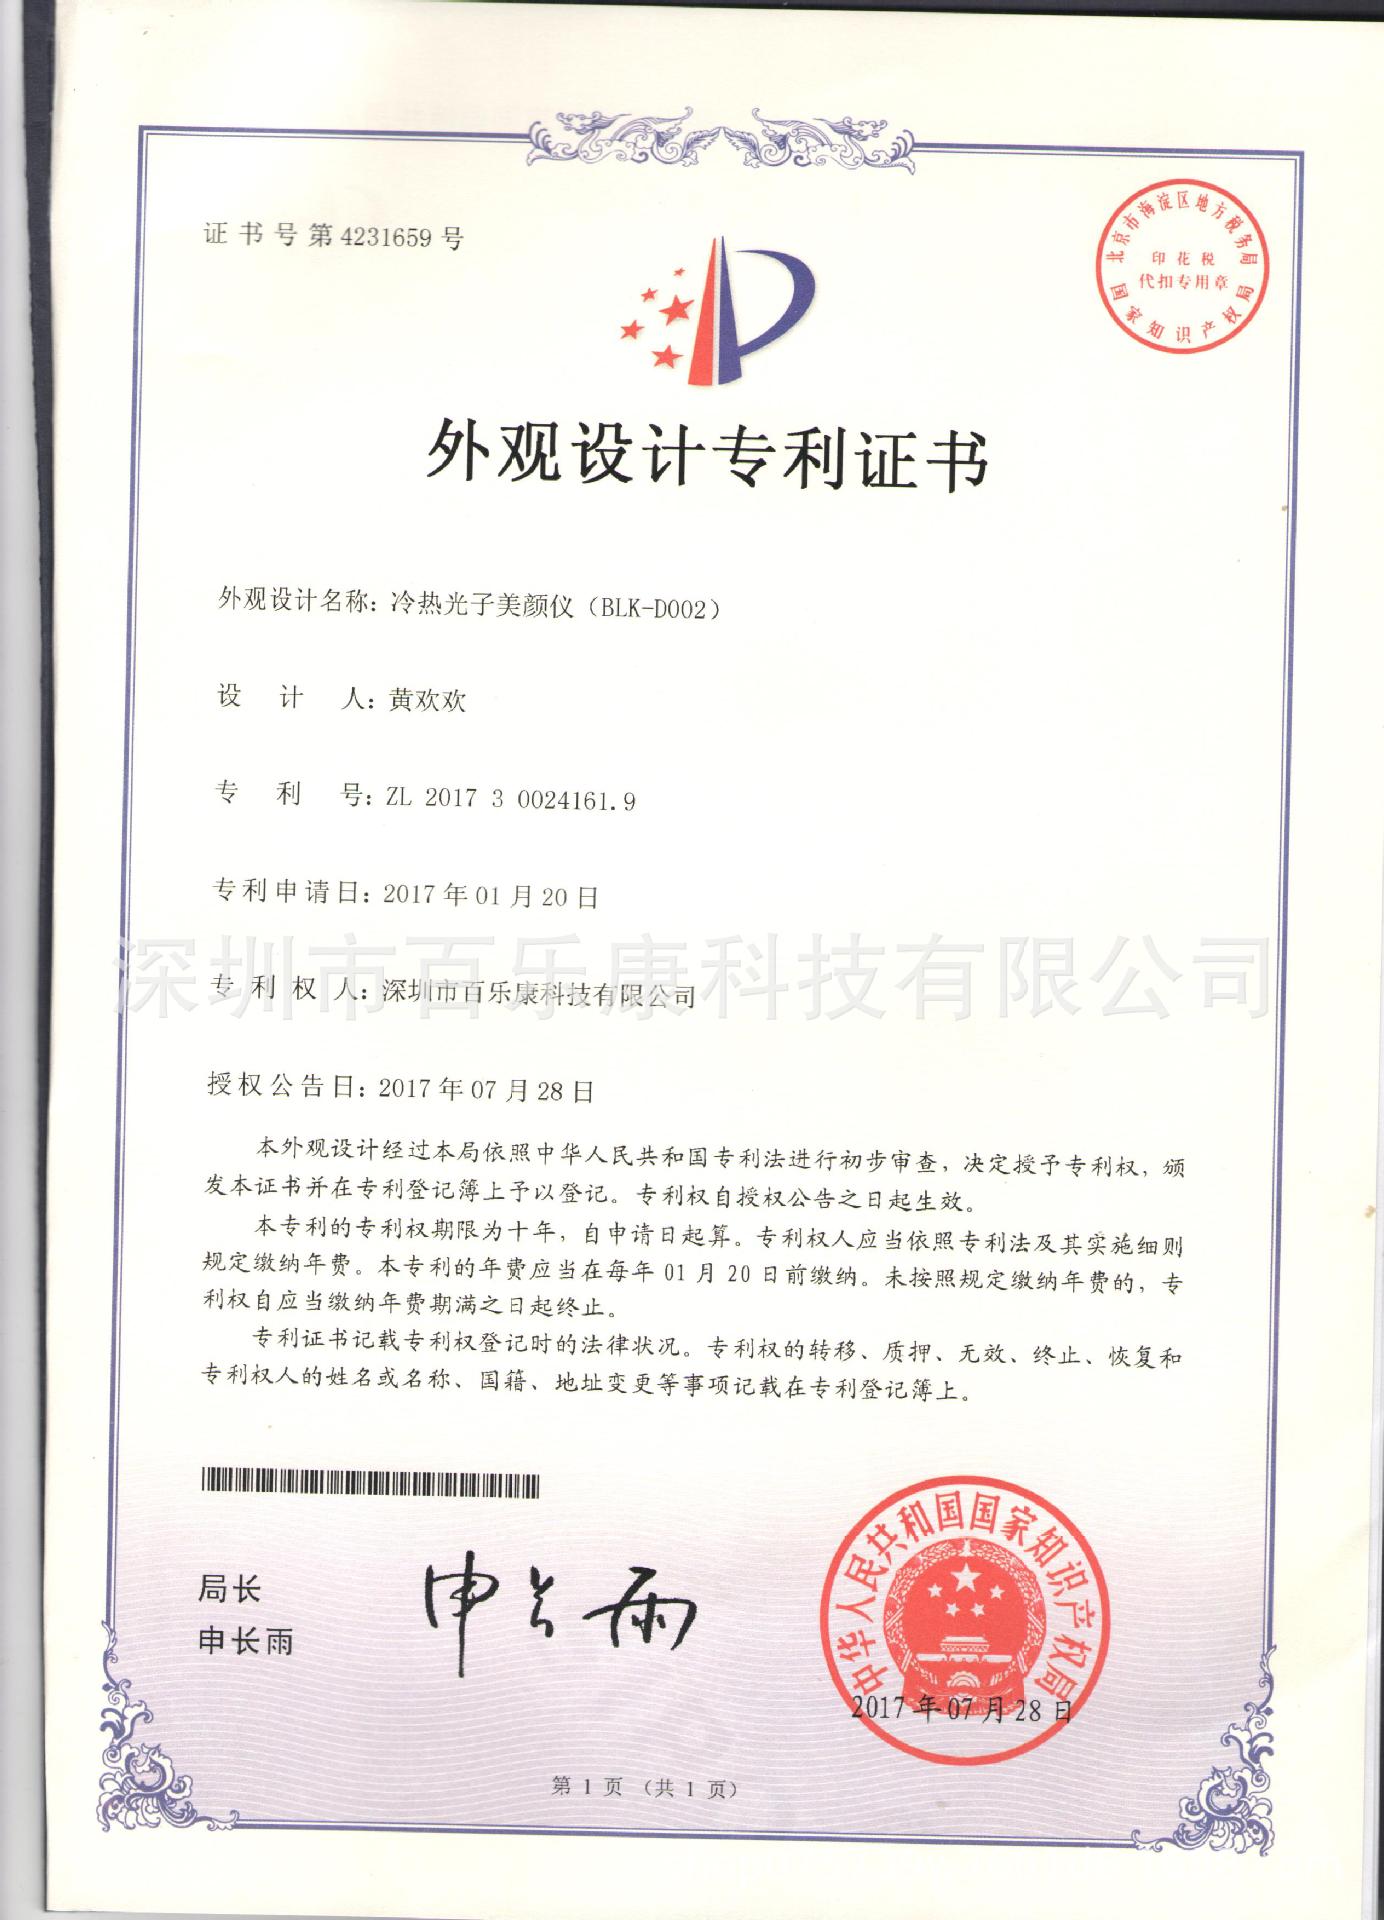 证书号第4231659号
北京市海淀区地方税务局
印花税
代扣专用章
国家知识产权局
外观设计专利证书
外观设计名称：冷热光子美颜仪（BLK-D002）
设计人：黄欢欢
专利号：ZL 2017 3 0024161.9
专利申请日：2017年01月20日
深圳市百乐康科技有限公司
专利权人：深圳市百乐康科技有限公司
授权公告日：2017年07月28日
本外观设计经过本局依照中华人民共和国专利法进行初步审查，决定授予专利权，颁
发本证书并在专利登记簿上予以登记。专利权自授权公告之日起生效。
本专利的专利权期限为十年，自申请日起算。专利权人应当依照专利法及其实施细则
规定缴纳年费。本专利的年费应当在每年01月20日前缴纳。未按照规定缴纳年费的，专
利权自应当缴纳年费期满之日起终止。
专利证书记载专利权登记时的法律状况。专利权的转移、质押、无效、终止、恢复和
专利权人的姓名或名称、国籍、地址变更等事项记载在专利登记簿上。
局长
申长雨
申长雨
中华人民共和国国家知识产权局
2017年07月28日
第1页（共1页）